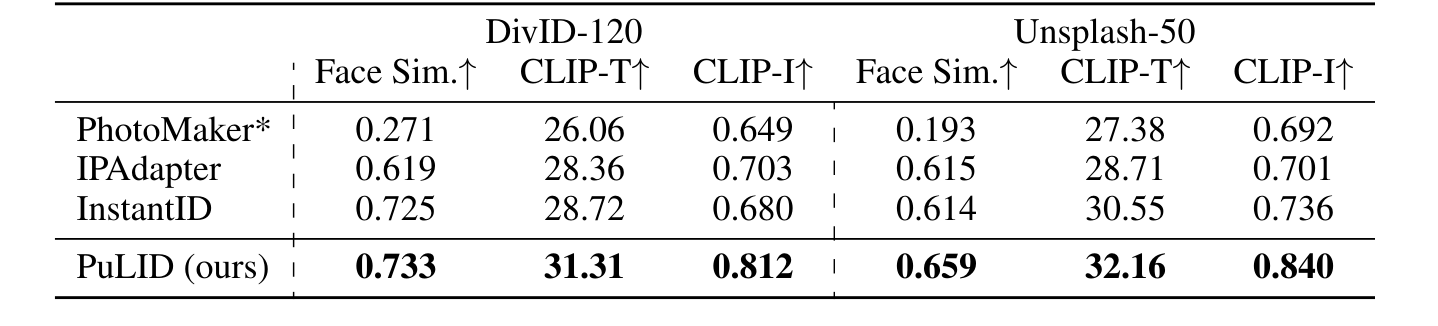 DivID-120 Unsplash-50
Face Sim.↑ CLIP-T↑ CLIP-I↑ Face Sim.↑ CLIP-T↑ CLIP-I↑
PhotoMaker* 0.271 26.06 0.649 0.193 27.38 0.692
IPAdapter 0.619 28.36 0.703 0.615 28.71 0.701
InstantID 0.725 28.72 0.680 0.614 30.55 0.736
PuLID (ours) 0.733 31.31 0.812 0.659 32.16 0.840